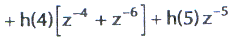 + h(4)[z⁻⁴ + z⁻⁶] + h(5)z⁻⁵